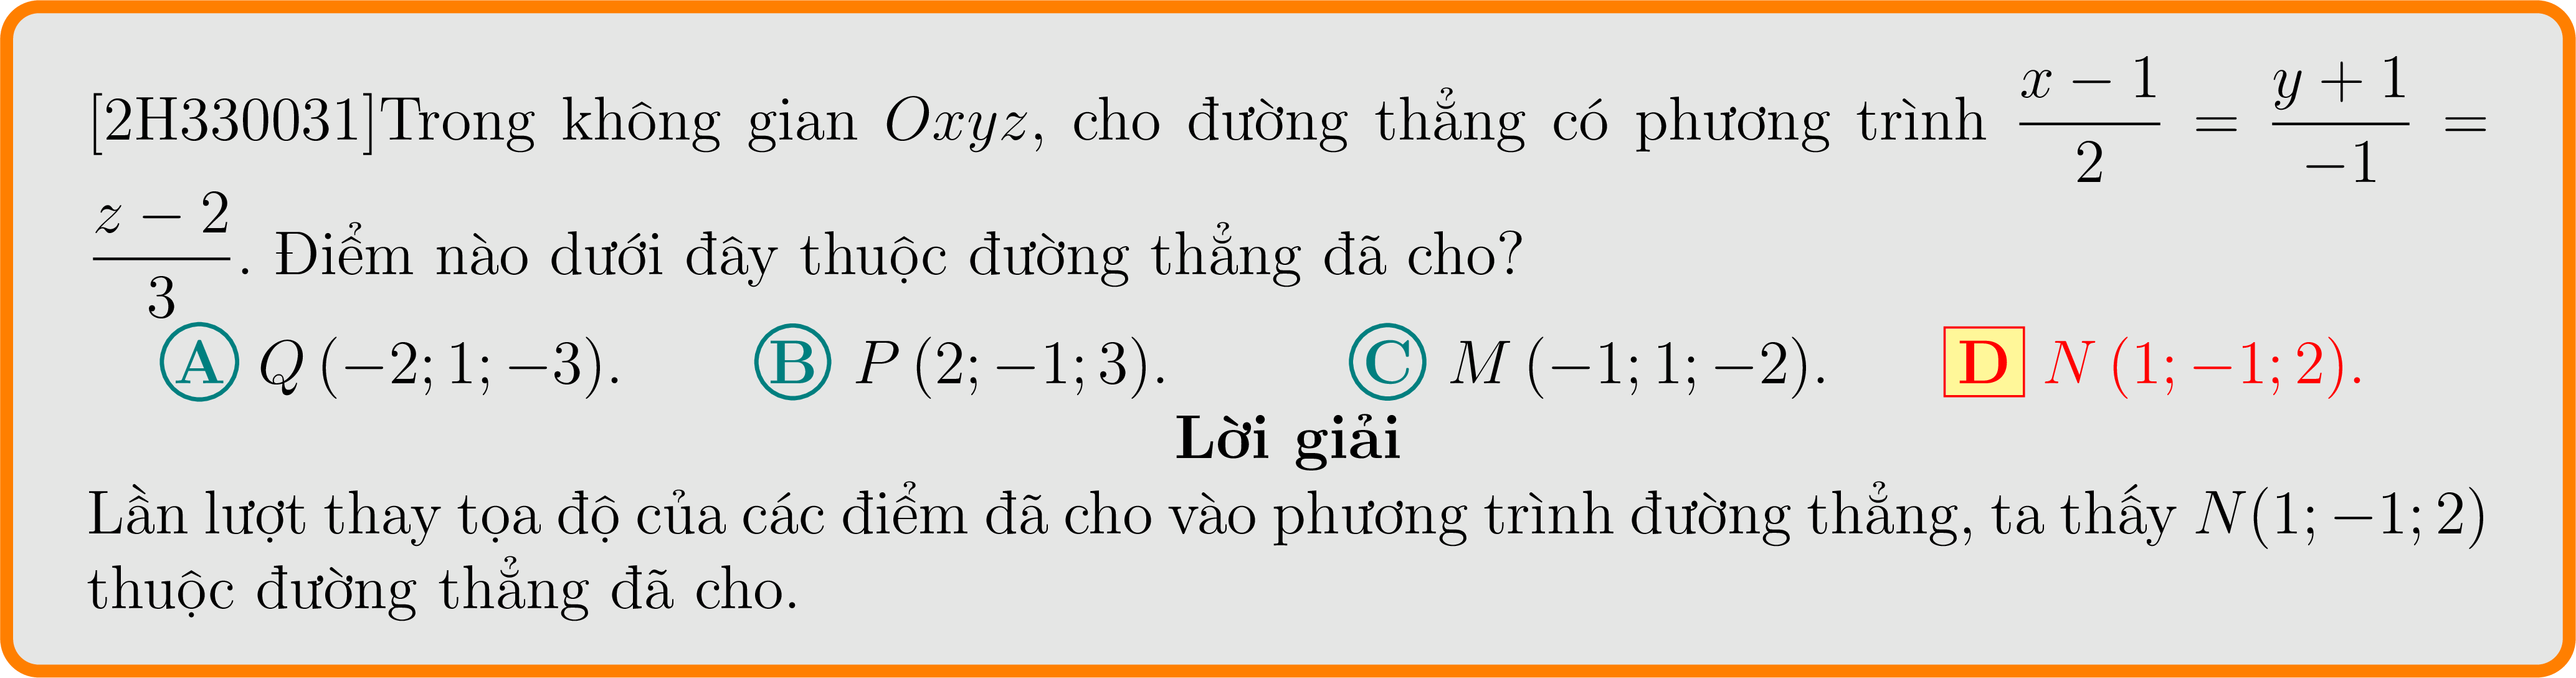 [2H330031]Trong không gian Oxyz, cho đường thẳng có phương trình \frac{x - 1}{2} = \frac{y + 1}{-1} =
\frac{z - 2}{3}. Điểm nào dưới đây thuộc đường thẳng đã cho?
A Q (−2; 1; −3). B P (2; −1; 3). C M (−1; 1; −2). D N (1; −1; 2).
Lời giải
Lần lượt thay tọa độ của các điểm đã cho vào phương trình đường thẳng, ta thấy N(1; −1; 2)
thuộc đường thẳng đã cho.